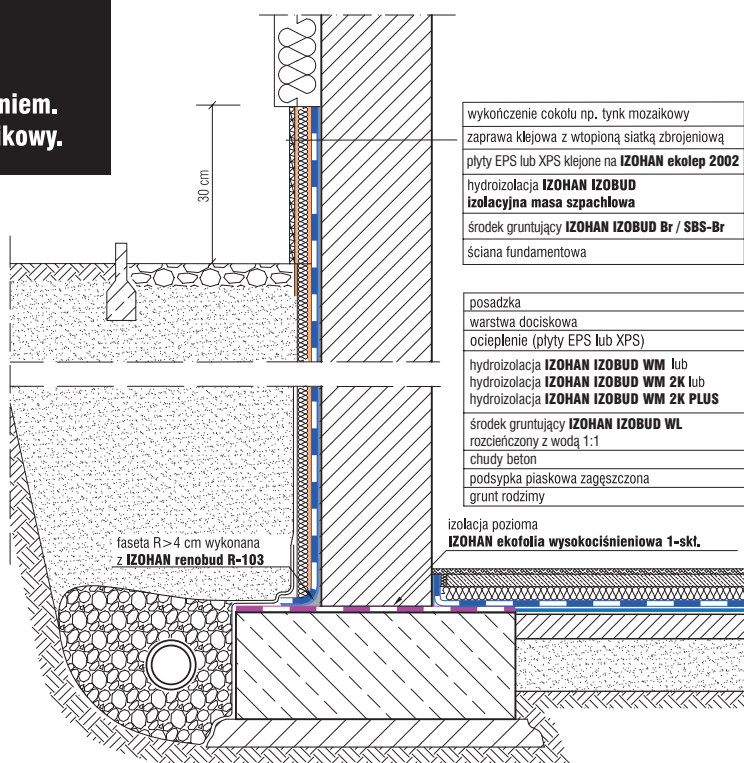 niem.
ikowy.
30 cm
wykończenie cokołu np. tynk mozaikowy
zaprawa klejowa z wtopioną siatką zbrojeniową
płyty EPS lub XPS klejone na IZOHAN ekolep 2002
hydroizolacja IZOHAN IZOBUD
izolacyjna masa szpachlowa
środek gruntujący IZOHAN IZOBUD Br / SBS-Br
ściana fundamentowa
posadzka
warstwa dociskowa
ocieplenie (płyty EPS lub XPS)
hydroizolacja IZOHAN IZOBUD WM lub
hydroizolacja IZOHAN IZOBUD WM 2K lub
hydroizolacja IZOHAN IZOBUD WM 2K PLUS
środek gruntujący IZOHAN IZOBUD WL
rozcieńczony z wodą 1:1
chudy beton
podsypka piaskowa zagęszczona
grunt rodzimy
izolacja pozioma
IZOHAN ekofolia wysokociśnieniowa 1-skł.
faseta R>4 cm wykonana
z IZOHAN renobud R-103